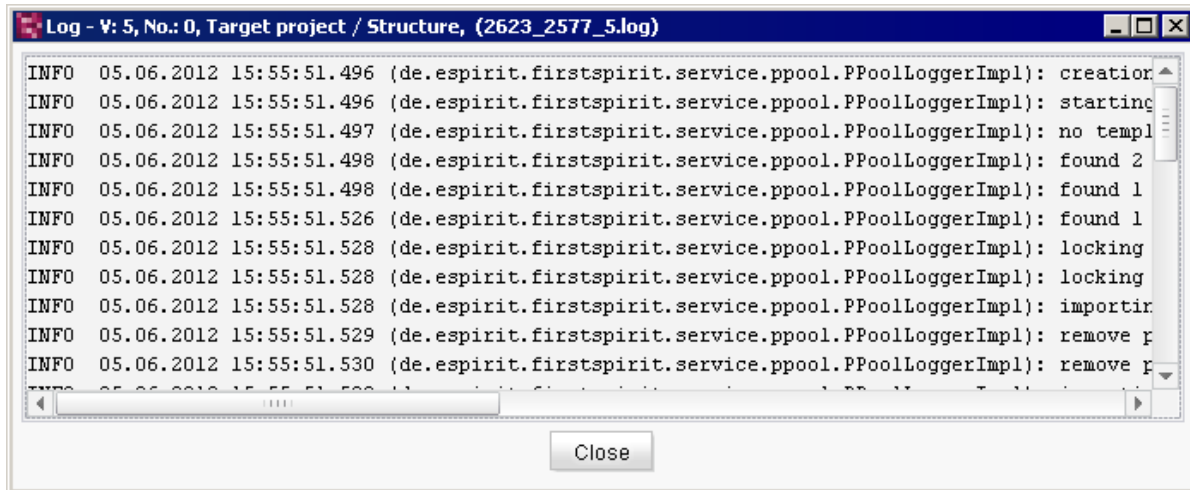 Log - V: 5, No.: 0, Target project / Structure, (2623_2577_5.log)
INFO 05.06.2012 15:55:51.496 (de.espirit.firstspirit.service.ppool.PPoolLoggerImpl): creation
INFO 05.06.2012 15:55:51.496 (de.espirit.firstspirit.service.ppool.PPoolLoggerImpl): starting
INFO 05.06.2012 15:55:51.497 (de.espirit.firstspirit.service.ppool.PPoolLoggerImpl): no templ
INFO 05.06.2012 15:55:51.498 (de.espirit.firstspirit.service.ppool.PPoolLoggerImpl): found 2
INFO 05.06.2012 15:55:51.498 (de.espirit.firstspirit.service.ppool.PPoolLoggerImpl): found 1
INFO 05.06.2012 15:55:51.526 (de.espirit.firstspirit.service.ppool.PPoolLoggerImpl): found 1
INFO 05.06.2012 15:55:51.528 (de.espirit.firstspirit.service.ppool.PPoolLoggerImpl): locking
INFO 05.06.2012 15:55:51.528 (de.espirit.firstspirit.service.ppool.PPoolLoggerImpl): locking
INFO 05.06.2012 15:55:51.528 (de.espirit.firstspirit.service.ppool.PPoolLoggerImpl): importin
INFO 05.06.2012 15:55:51.529 (de.espirit.firstspirit.service.ppool.PPoolLoggerImpl): remove p
INFO 05.06.2012 15:55:51.530 (de.espirit.firstspirit.service.ppool.PPoolLoggerImpl): remove p
Close